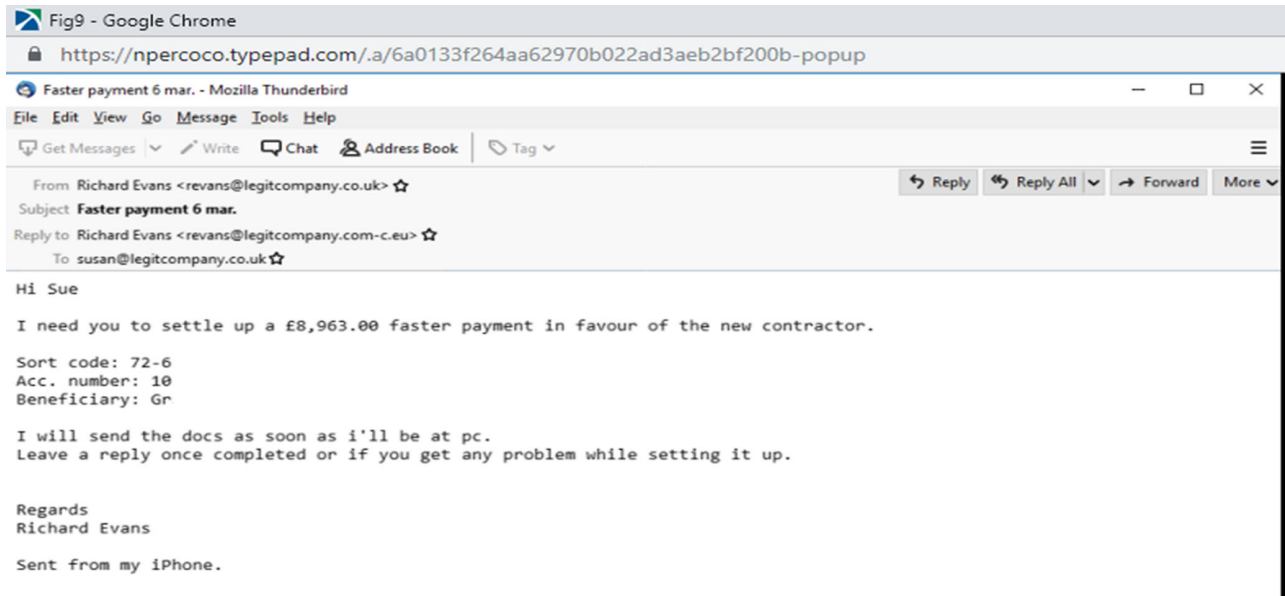 Fig9 - Google Chrome
https://npercoco.typepad.com/.a/6a0133f264aa62970b022ad3aeb2bf200b-popup
Faster payment 6 mar. - Mozilla Thunderbird
File Edit View Go Message Tools Help
Get Messages Write Chat Address Book Tag
From Richard Evans <revans@legitcompany.co.uk> Reply Reply All Forward More
Subject Faster payment 6 mar.
Reply to Richard Evans <revans@legitcompany.com-c.eu>
To susan@legitcompany.co.uk
Hi Sue
I need you to settle up a £8,963.00 faster payment in favour of the new contractor.
Sort code: 72-6
Acc. number: 10
Beneficiary: Gr
I will send the docs as soon as i'll be at pc.
Leave a reply once completed or if you get any problem while setting it up.
Regards
Richard Evans
Sent from my iPhone.